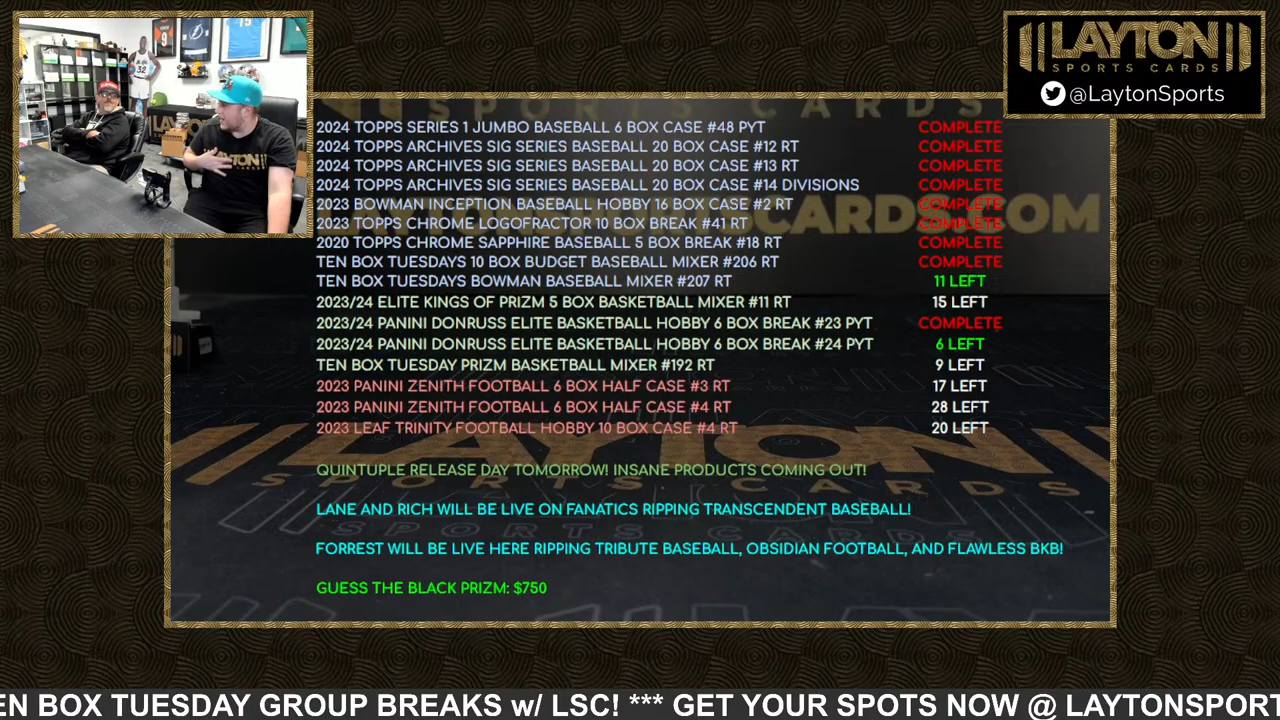 LAYTON
SPORTS CARDS
@LaytonSports
2024 TOPPS SERIES 1 JUMBO BASEBALL 6 BOX CASE #48 PYT COMPLETE
2024 TOPPS ARCHIVES SIG SERIES BASEBALL 20 BOX CASE #12 RT COMPLETE
2024 TOPPS ARCHIVES SIG SERIES BASEBALL 20 BOX CASE #13 RT COMPLETE
2024 TOPPS ARCHIVES SIG SERIES BASEBALL 20 BOX CASE #14 DIVISIONS COMPLETE
2023 BOWMAN INCEPTION BASEBALL HOBBY 16 BOX CASE #2 RT COMPLETE
2023 TOPPS CHROME LOGOFRACTOR 10 BOX BREAK #41 RT COMPLETE
2020 TOPPS CHROME SAPPHIRE BASEBALL 5 BOX BREAK #18 RT COMPLETE
TEN BOX TUESDAYS 10 BOX BUDGET BASEBALL MIXER #206 RT COMPLETE
TEN BOX TUESDAYS BOWMAN BASEBALL MIXER #207 RT 11 LEFT
2023/24 ELITE KINGS OF PRIZM 5 BOX BASKETBALL MIXER #11 RT 15 LEFT
2023/24 PANINI DONRUSS ELITE BASKETBALL HOBBY 6 BOX BREAK #23 PYT COMPLETE
2023/24 PANINI DONRUSS ELITE BASKETBALL HOBBY 6 BOX BREAK #24 PYT 6 LEFT
TEN BOX TUESDAY PRIZM BASKETBALL MIXER #192 RT 9 LEFT
2023 PANINI ZENITH FOOTBALL 6 BOX HALF CASE #3 RT 17 LEFT
2023 PANINI ZENITH FOOTBALL 6 BOX HALF CASE #4 RT 28 LEFT
2023 LEAF TRINITY FOOTBALL HOBBY 10 BOX CASE #4 RT 20 LEFT
LAYTON
SPORTS CARDS
QUINTUPLE RELEASE DAY TOMORROW! INSANE PRODUCTS COMING OUT!
LANE AND RICH WILL BE LIVE ON FANATICS RIPPING TRANSCENDENT BASEBALL!
FORREST WILL BE LIVE HERE RIPPING TRIBUTE BASEBALL, OBSIDIAN FOOTBALL, AND FLAWLESS BKB!
GUESS THE BLACK PRIZM: $750
EN BOX TUESDAY GROUP BREAKS w/ LSC! *** GET YOUR SPOTS NOW @ LAYTONSPORT